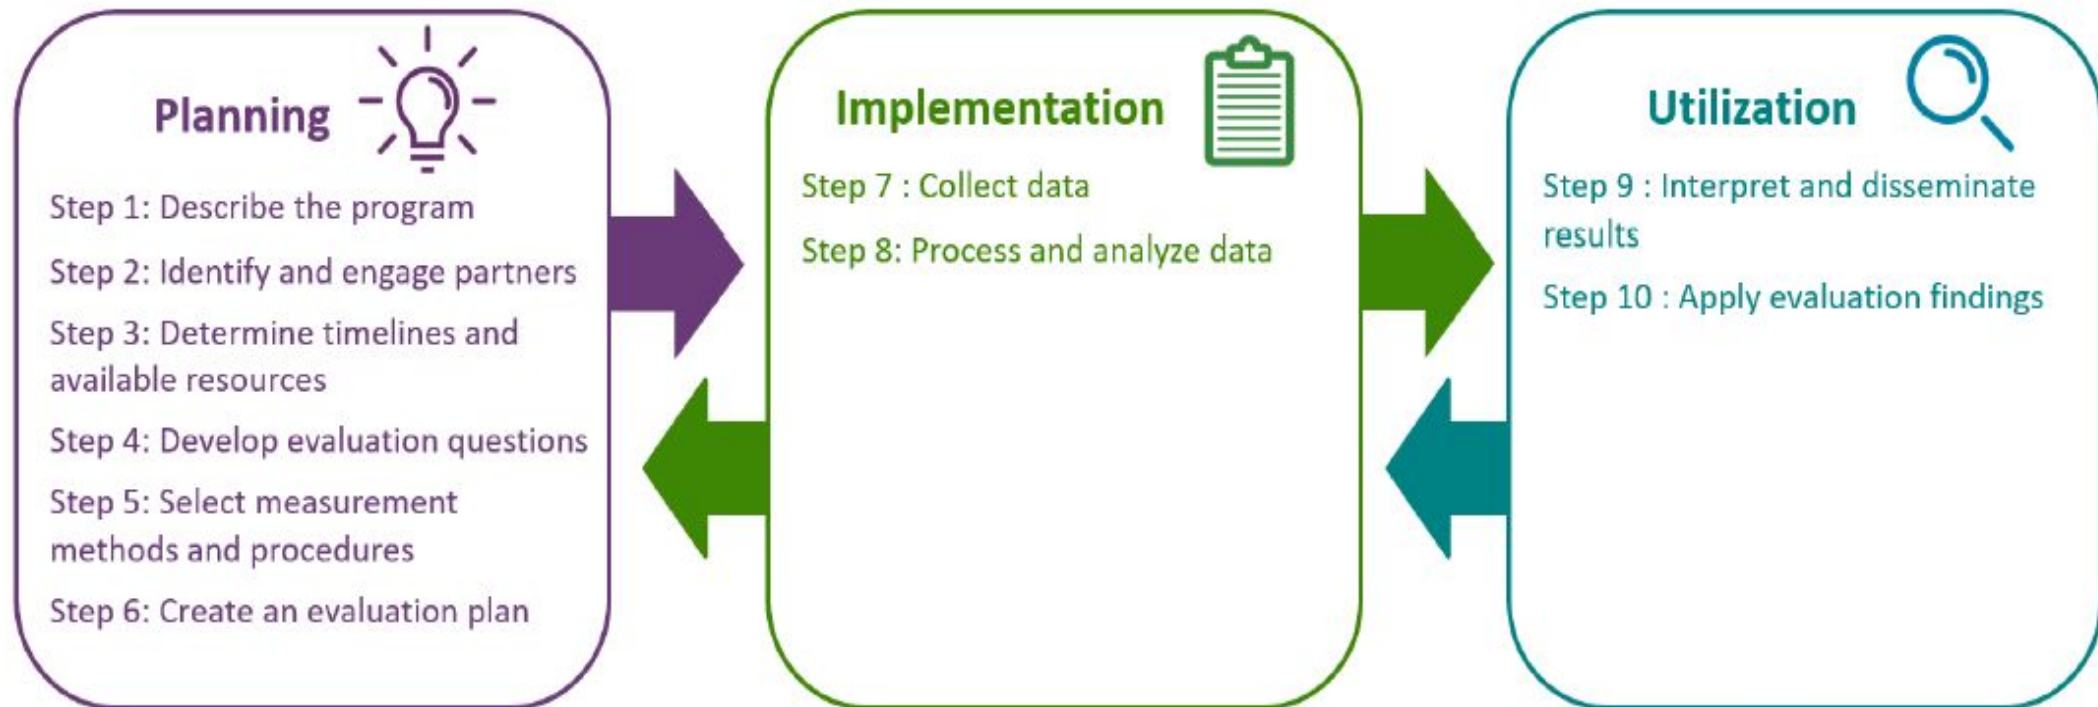 Planning
Step 1: Describe the program
Step 2: Identify and engage partners
Step 3: Determine timelines and
available resources
Step 4: Develop evaluation questions
Step 5: Select measurement
methods and procedures
Step 6: Create an evaluation plan
Implementation
Step 7 : Collect data
Step 8: Process and analyze data
Utilization
Step 9 : Interpret and disseminate
results
Step 10 : Apply evaluation findings